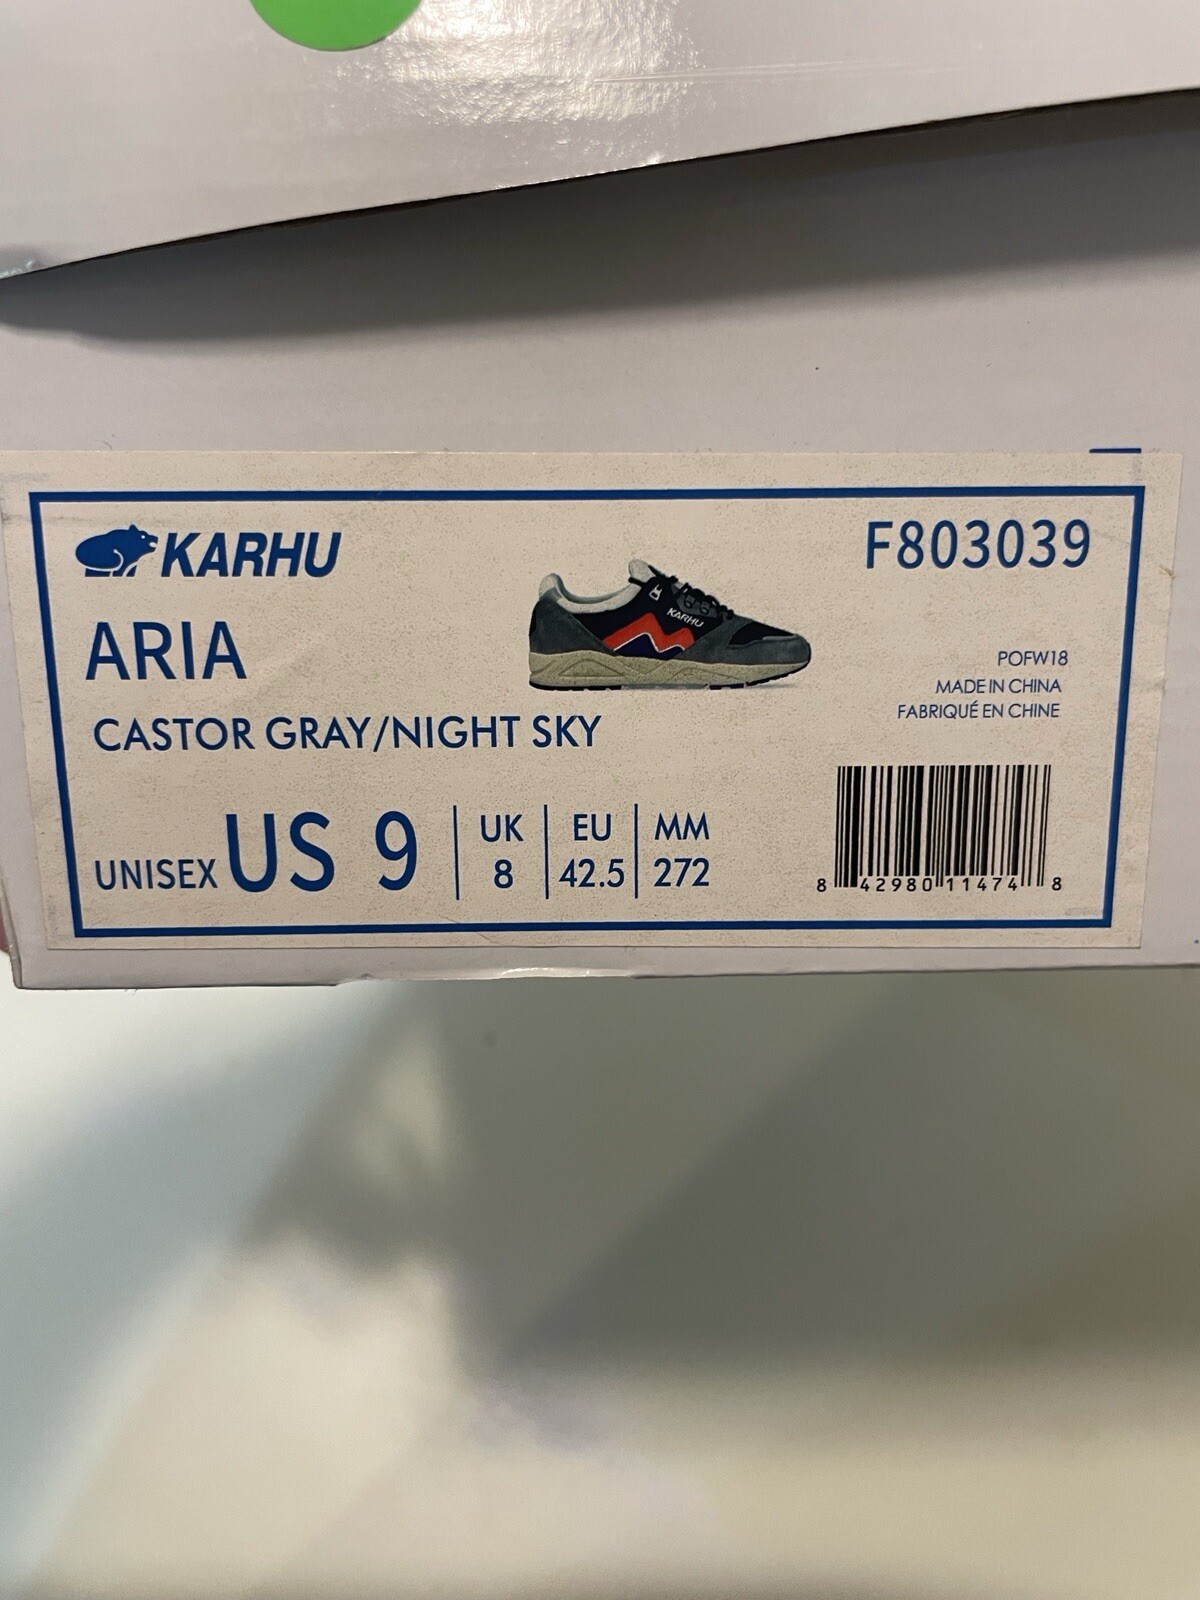 KARHU
F803039
ARIA
KARHU
POFW18
MADE IN CHINA
FABRIQUÉ EN CHINE
CASTOR GRAY/NIGHT SKY
UNISEX US 9
UK
8
EU
42.5
MM
272
8 42980 11474 8